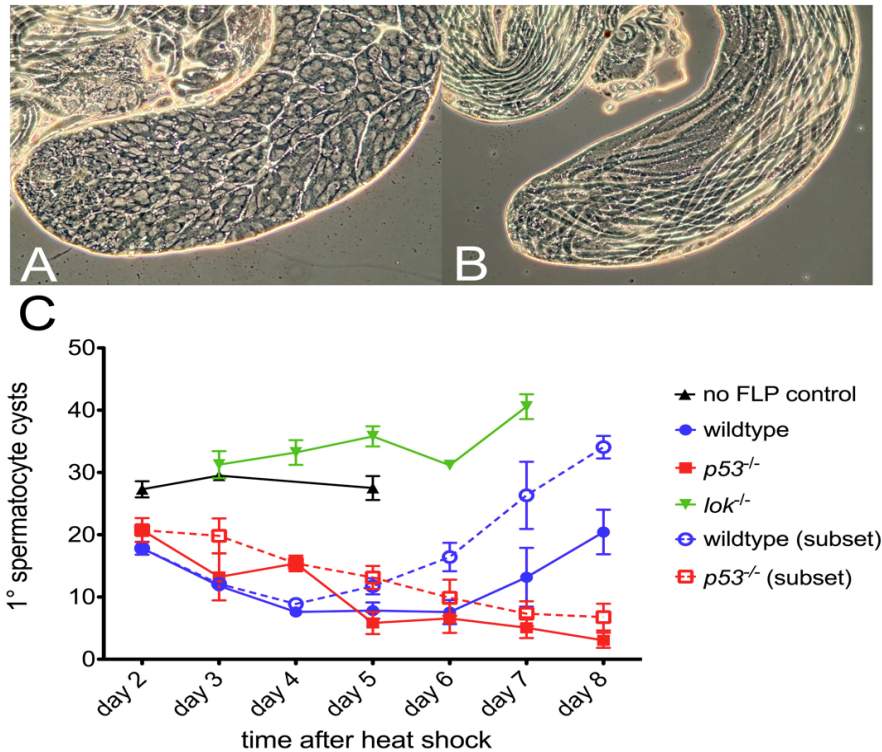 A
B
C
1° spermatocyte cysts
50
40
30
20
10
0
day 2
day 3
day 4
day 5
day 6
day 7
day 8
time after heat shock
no FLP control
wildtype
p53-/-
lok-/-
wildtype (subset)
p53-/- (subset)